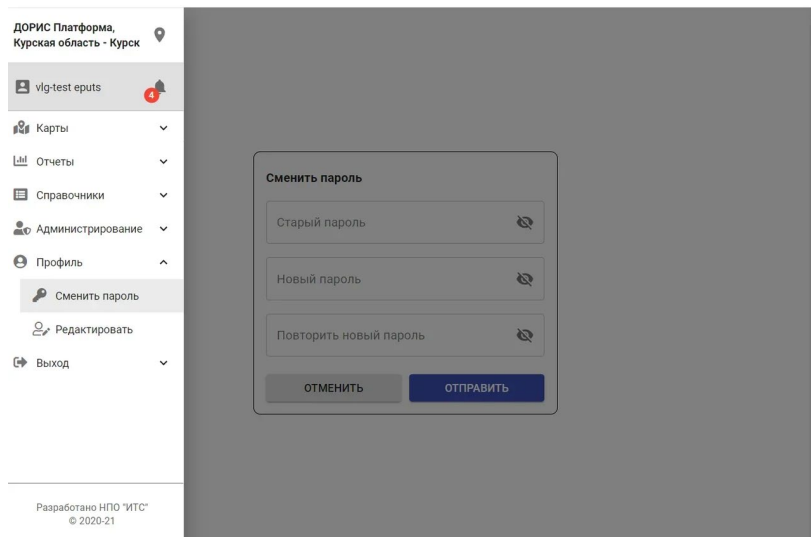 ДОРИС Платформа,
Курская область - Курск
vlg-test eputs
4
Карты
Отчеты
Справочники
Администрирование
Профиль
Сменить пароль
Редактировать
Выход
Разработано НПО "ИТС"
© 2020-21
Сменить пароль
Старый пароль
Новый пароль
Повторить новый пароль
ОТМЕНИТЬ ОТПРАВИТЬ